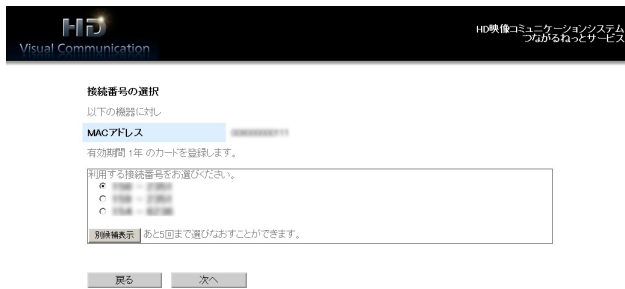 HD
Visual Communication
HD映像コミュニケーションシステム
つながるねっとサービス
接続番号の選択
以下の機器に対し
MACアドレス
有効期間 1年 のカードを登録します。
利用する接続番号をお選びください。
別候補表示 あと5回まで選びなおすことができます。
戻る 次へ